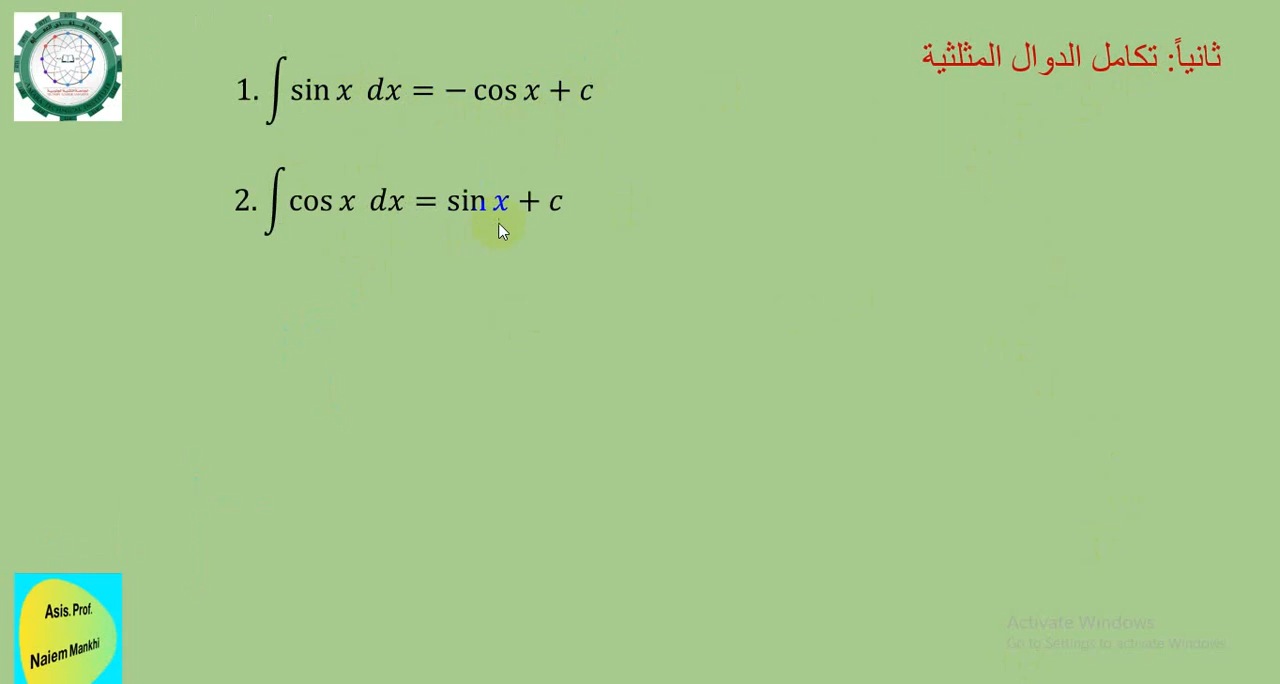 ثانياً: تكامل الدوال المثلثية
1. ∫ sin x dx = − cos x + c
2. ∫ cos x dx = sin x + c
Asis. Prof.
Naiem Mankhi
Activate Windows
Go to Settings to activate Windows.